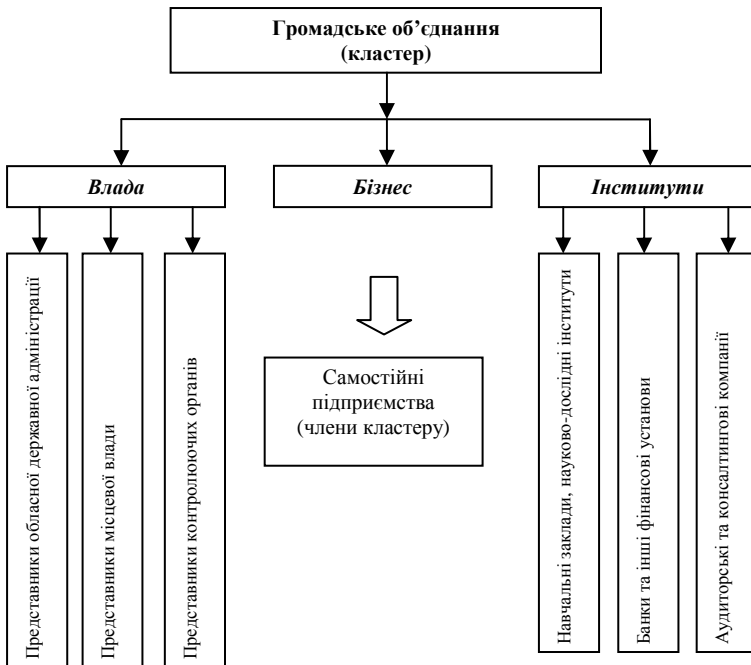 Громадське об’єднання
(кластер)
Влада
Бізнес
Інститути
Представники обласної державної адміністрації
Представники місцевої влади
Представники контролюючих органів
Самостійні
підприємства
(члени кластеру)
Навчальні заклади, науково-дослідні інститути
Банки та інші фінансові установи
Аудиторські та консалтингові компанії